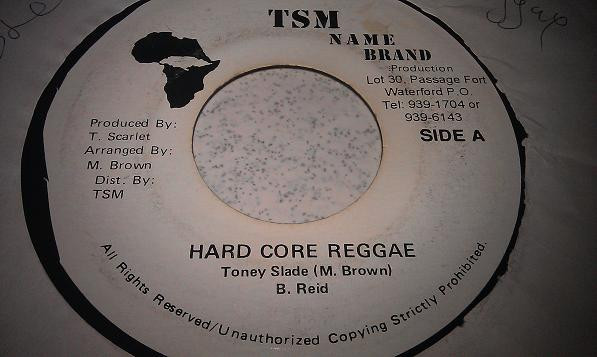 TSM
NAME
BRAND
Production
Lot 30, Passage Fort
Waterford P.O.
Tel: 939-1704 or
939-6143
SIDE A
Produced By:
T. Scarlet
Arranged By:
M. Brown
Dist. By:
TSM
HARD CORE REGGAE
Toney Slade (M. Brown)
B. Reid
All Rights Reserved/Unauthorized Copying Strictly Prohibited.